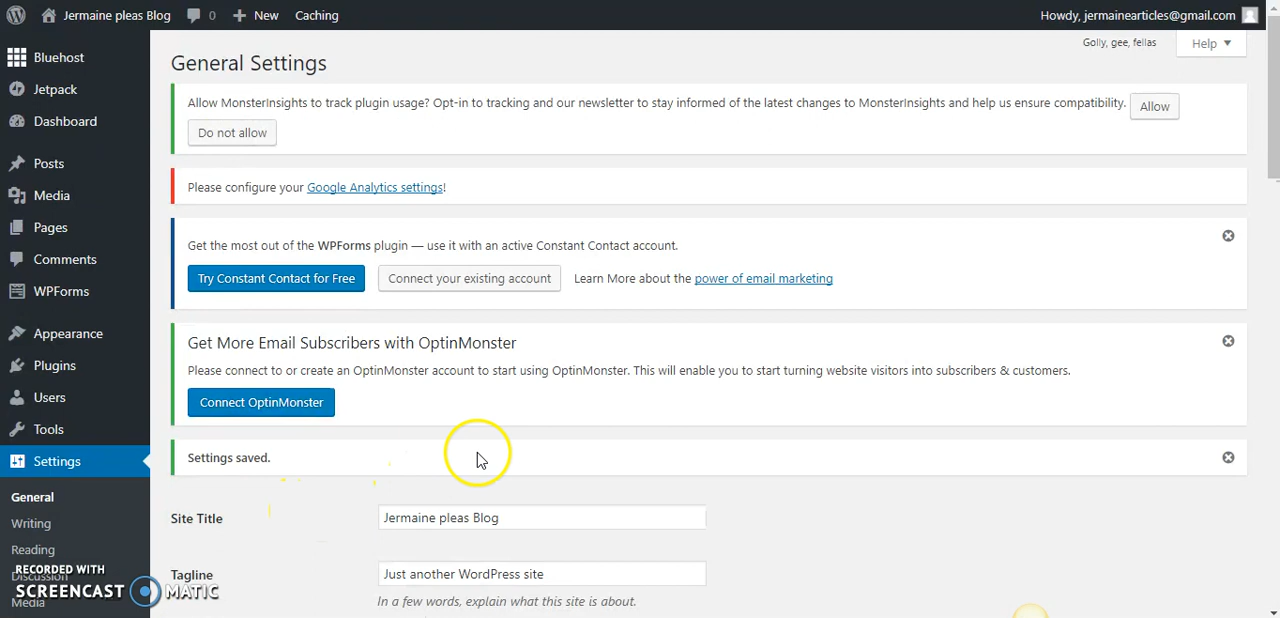 Jermaine pleas Blog
0
New
Caching
Howdy, jermainearticles@gmail.com
Golly, gee, fellas
Help
Bluehost
Jetpack
Dashboard
Posts
Media
Pages
Comments
WPForms
Appearance
Plugins
Users
Tools
Settings
General
Writing
Reading
Discussion
Media
General Settings
Allow MonsterInsights to track plugin usage? Opt-in to tracking and our newsletter to stay informed of the latest changes to MonsterInsights and help us ensure compatibility. Allow
Do not allow
Please configure your Google Analytics settings!
Get the most out of the WPForms plugin — use it with an active Constant Contact account.
Try Constant Contact for Free Connect your existing account Learn More about the power of email marketing
Get More Email Subscribers with OptinMonster
Please connect to or create an OptinMonster account to start using OptinMonster. This will enable you to start turning website visitors into subscribers & customers.
Connect OptinMonster
Settings saved.
Site Title Jermaine pleas Blog
Tagline Just another WordPress site
In a few words, explain what this site is about.
RECORDED WITH
SCREENCAST MATIC